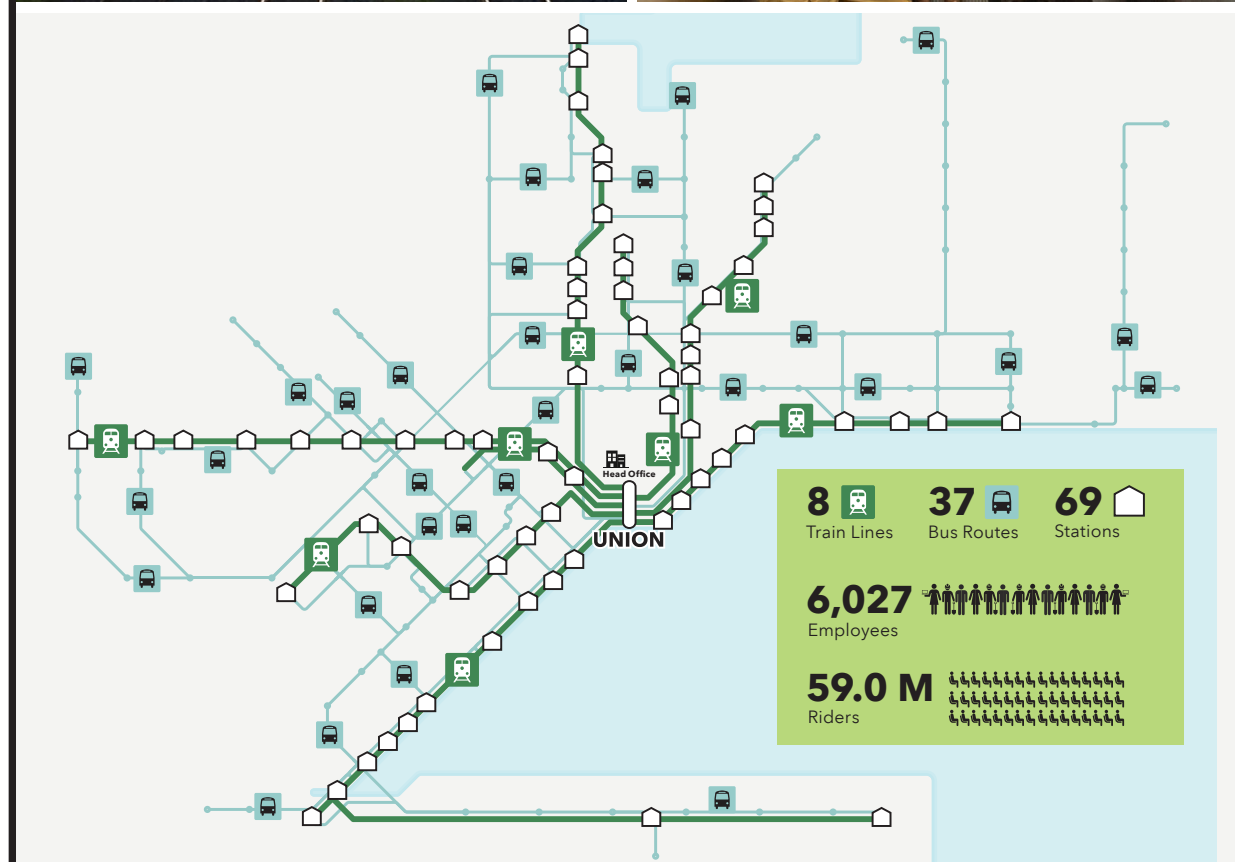 Head Office
UNION
8
Train Lines
37
Bus Routes
69
Stations
6,027
Employees
59.0 M
Riders